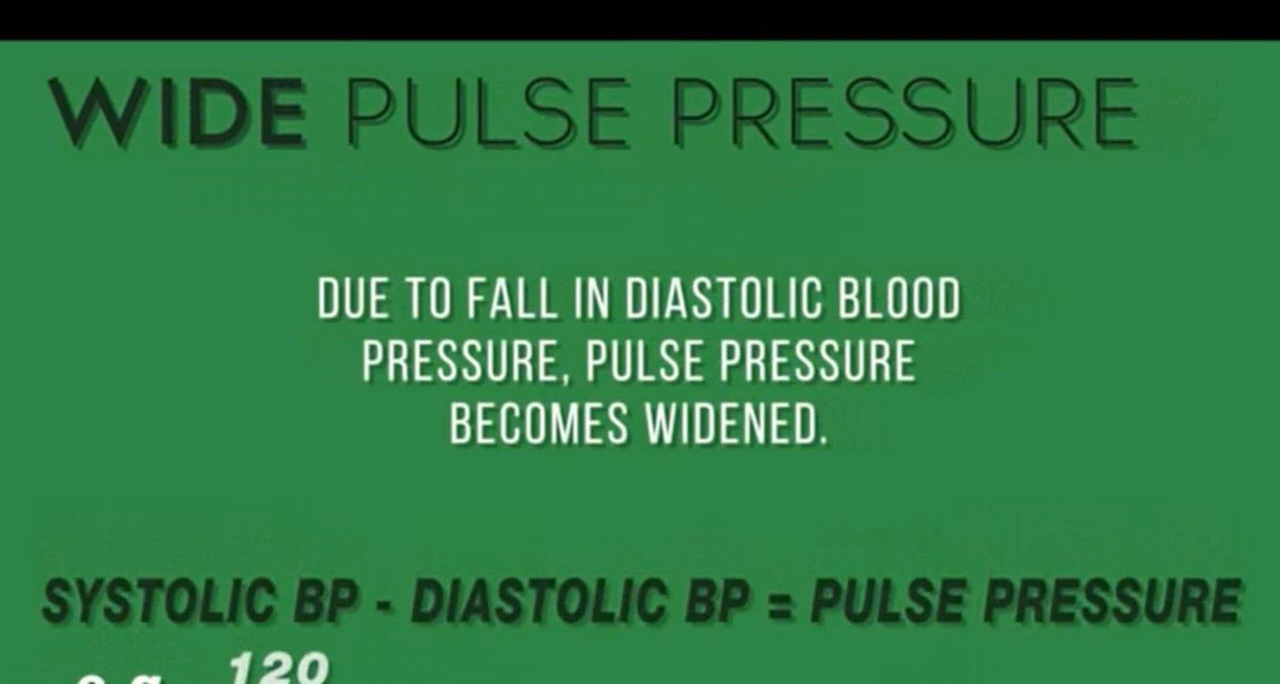 WIDE PULSE PRESSURE
DUE TO FALL IN DIASTOLIC BLOOD
PRESSURE, PULSE PRESSURE
BECOMES WIDENED.
SYSTOLIC BP - DIASTOLIC BP = PULSE PRESSURE
120